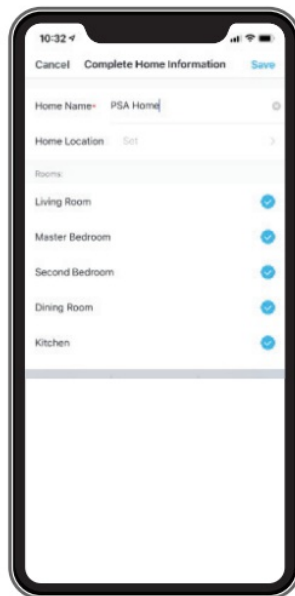 10:32
Cancel Complete Home Information Save
Home Name* PSA Home
Home Location Set
Rooms:
Living Room
Master Bedroom
Second Bedroom
Dining Room
Kitchen